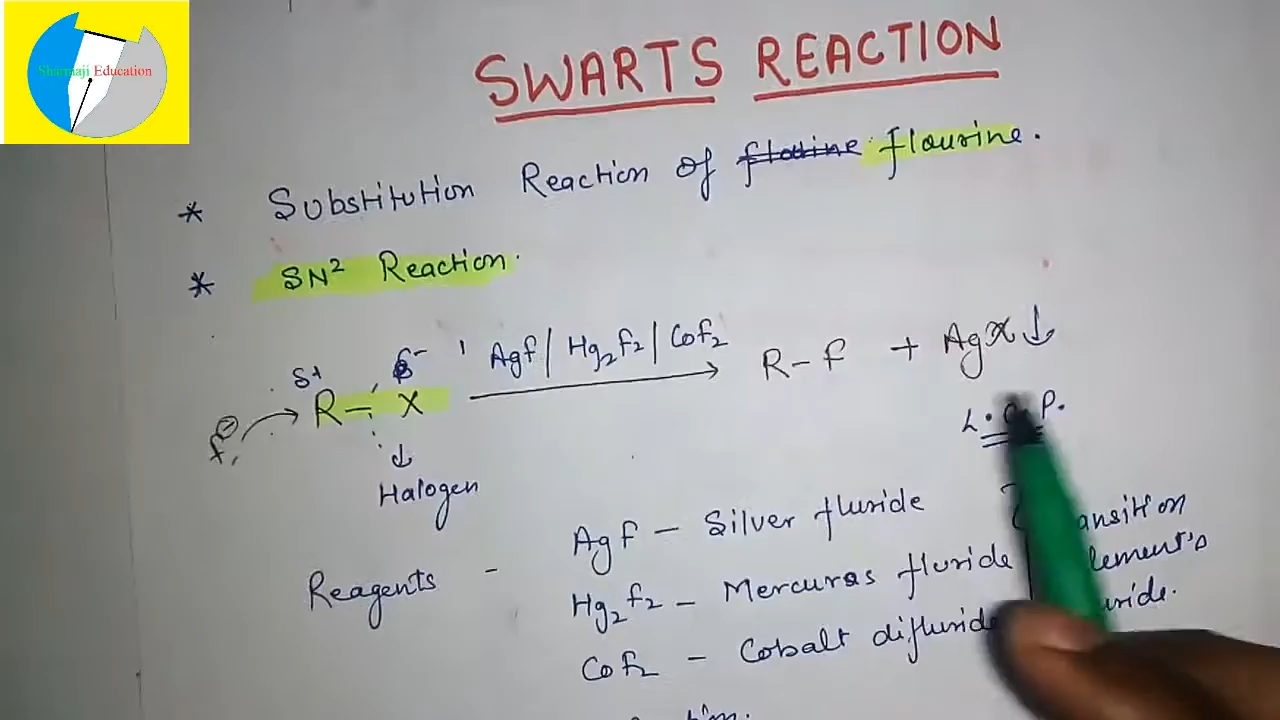 Sharmaji Education
SWARTS REACTION
* Substitution Reaction of flourine.
* SN² Reaction.
δ+ δ- AgF / Hg₂F₂ / CoF₂
F⊖ R - X → R - F + AgX↓
L. P.
↓
Halogen
Reagents - AgF - Silver fluride
Hg₂F₂ - Mercuras fluride
CoF₂ - Cobalt difluride